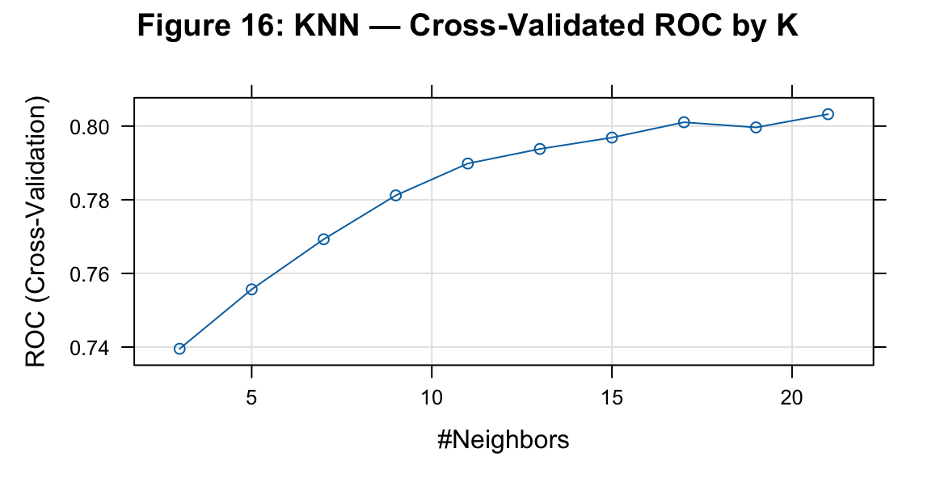 Figure 16: KNN — Cross-Validated ROC by K
ROC (Cross-Validation)
0.80
0.78
0.76
0.74
5 10 15 20
#Neighbors